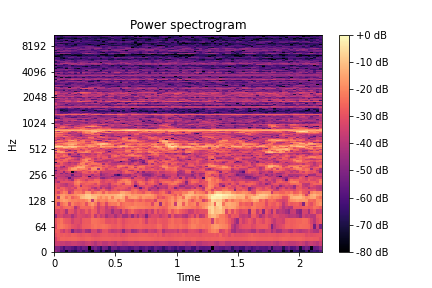 Power spectrogram
8192
4096
2048
1024
512
256
128
64
0
Hz
0 0.5 1 1.5 2
Time
+0 dB
-10 dB
-20 dB
-30 dB
-40 dB
-50 dB
-60 dB
-70 dB
-80 dB